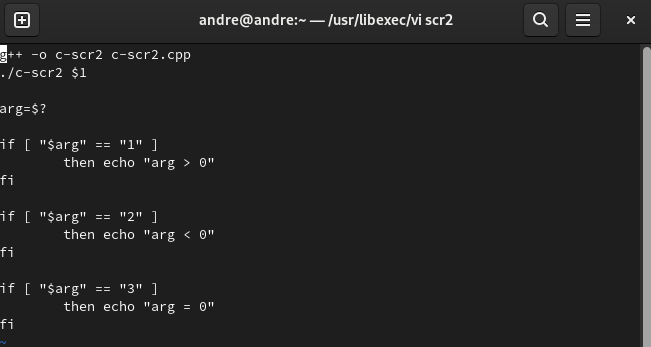 andre@andre:~ — /usr/libexec/vi scr2
g++ -o c-scr2 c-scr2.cpp
./c-scr2 $1
arg=$?
if [ "$arg" == "1" ]
then echo "arg > 0"
fi
if [ "$arg" == "2" ]
then echo "arg < 0"
fi
if [ "$arg" == "3" ]
then echo "arg = 0"
fi
~